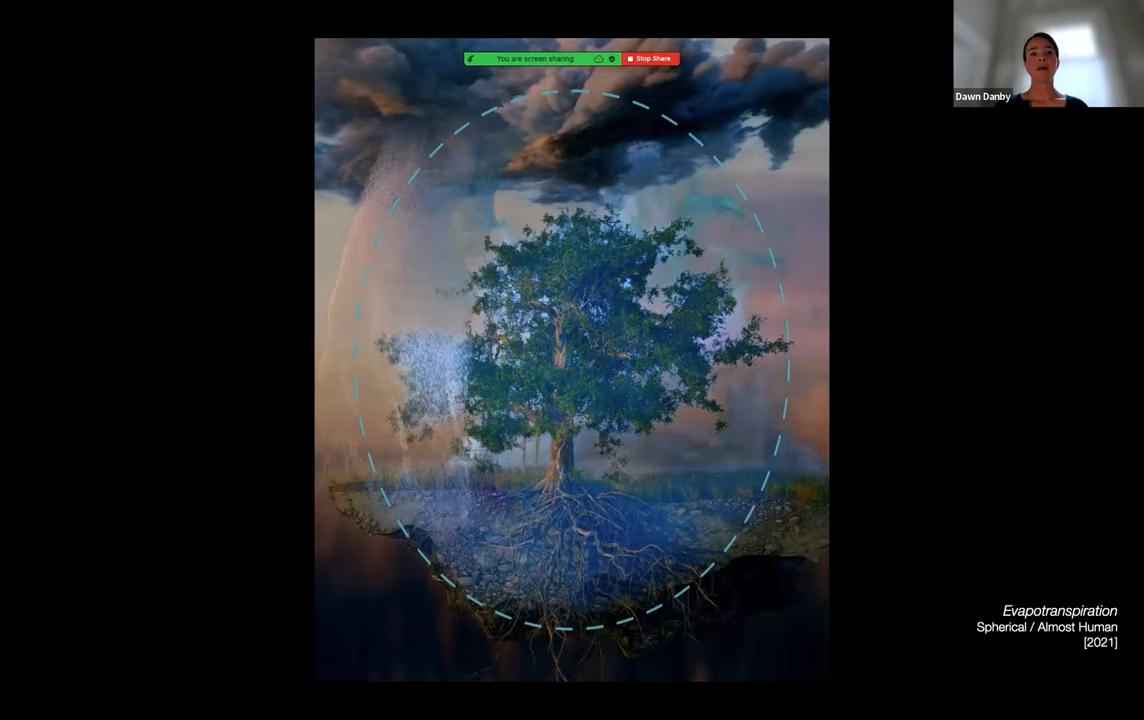 You are screen sharing
Stop Share
Dawn Danby
Evapotranspiration
Spherical / Almost Human
[2021]